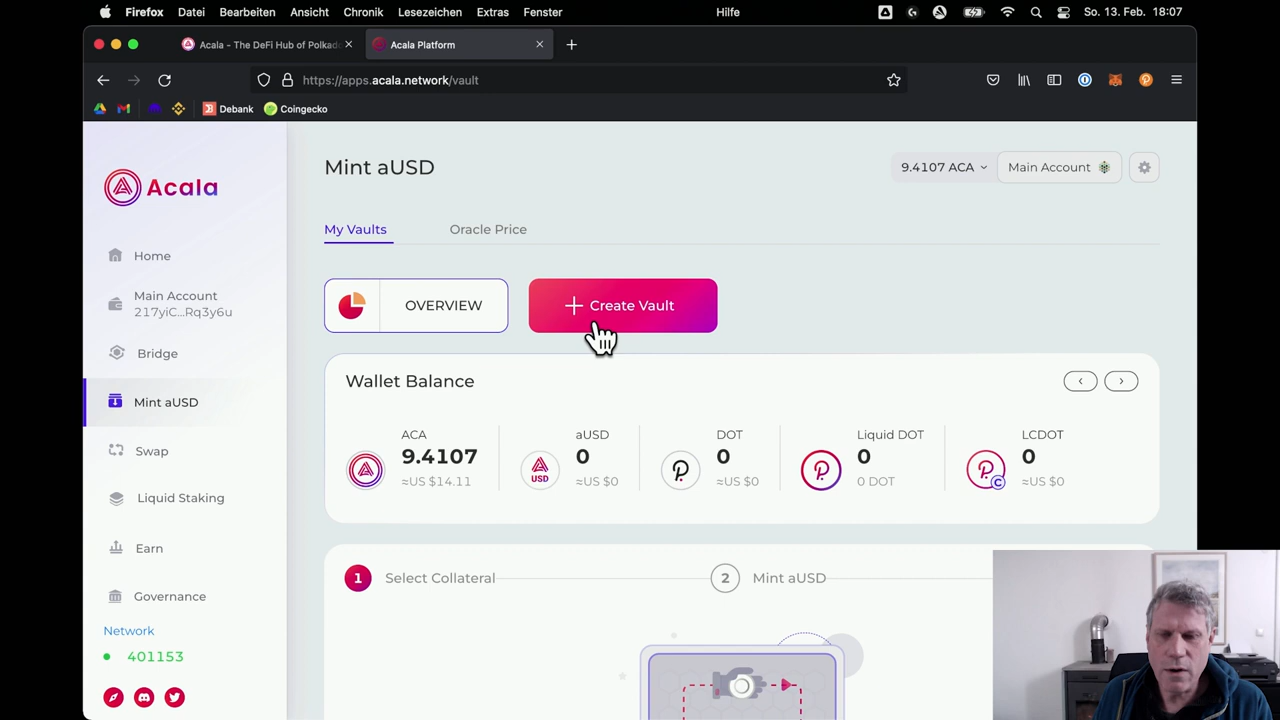 Firefox Datei Bearbeiten Ansicht Chronik Lesezeichen Extras Fenster Hilfe So. 13. Feb. 18:07
Acala - The DeFi Hub of Polkad
Acala Platform
https://apps.acala.network/vault
Debank Coingecko
Acala
Home
Main Account
217yiC...Rq3y6u
Bridge
Mint aUSD
Swap
Liquid Staking
Earn
Governance
Network
401153
Mint aUSD
9.4107 ACA
Main Account
My Vaults
Oracle Price
OVERVIEW
+ Create Vault
Wallet Balance
ACA
9.4107
≈US $14.11
USD
aUSD
0
≈US $0
DOT
0
≈US $0
Liquid DOT
0
0 DOT
C
LCDOT
0
≈US $0
1 Select Collateral
2 Mint aUSD